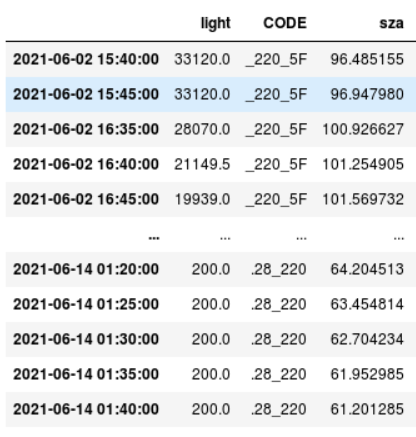 light CODE sza
2021-06-02 15:40:00 33120.0 _220_5F 96.485155
2021-06-02 15:45:00 33120.0 _220_5F 96.947980
2021-06-02 16:35:00 28070.0 _220_5F 100.926627
2021-06-02 16:40:00 21149.5 _220_5F 101.254905
2021-06-02 16:45:00 19939.0 _220_5F 101.569732
... ... ... ...
2021-06-14 01:20:00 200.0 .28_220 64.204513
2021-06-14 01:25:00 200.0 .28_220 63.454814
2021-06-14 01:30:00 200.0 .28_220 62.704234
2021-06-14 01:35:00 200.0 .28_220 61.952985
2021-06-14 01:40:00 200.0 .28_220 61.201285